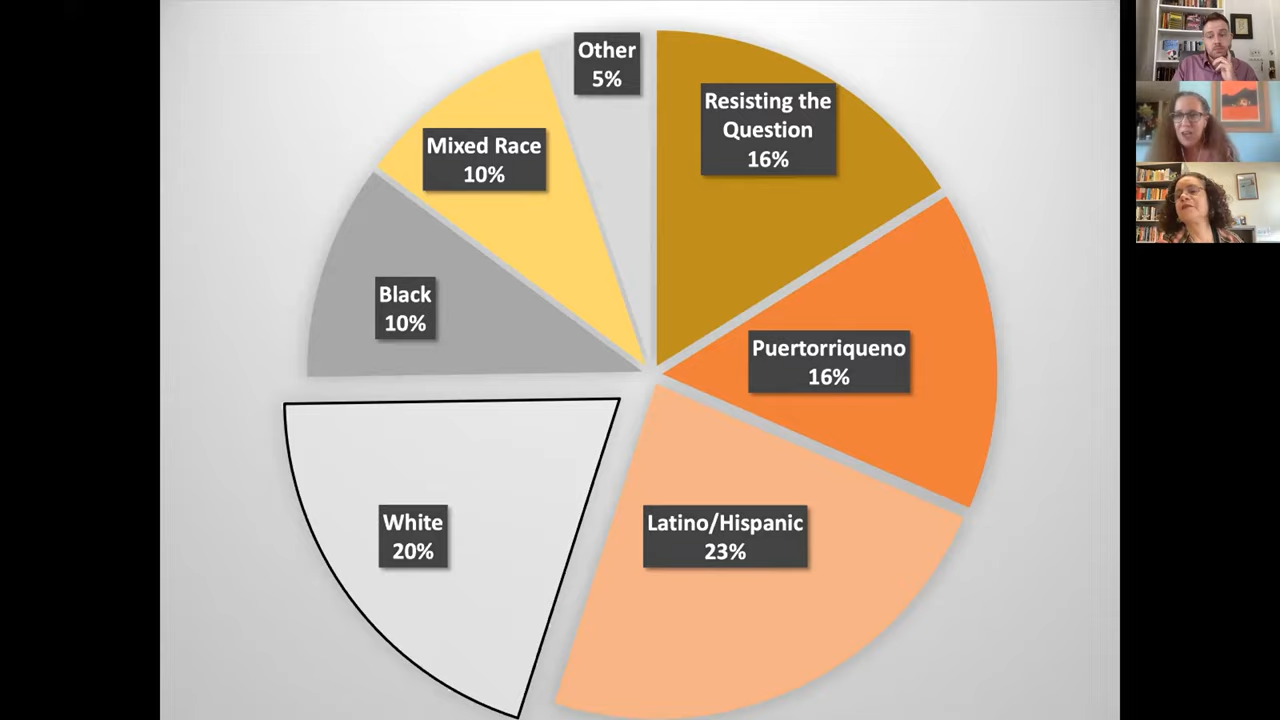 Other
5%
Resisting the
Question
16%
Mixed Race
10%
Black
10%
Puertorriqueno
16%
White
20%
Latino/Hispanic
23%